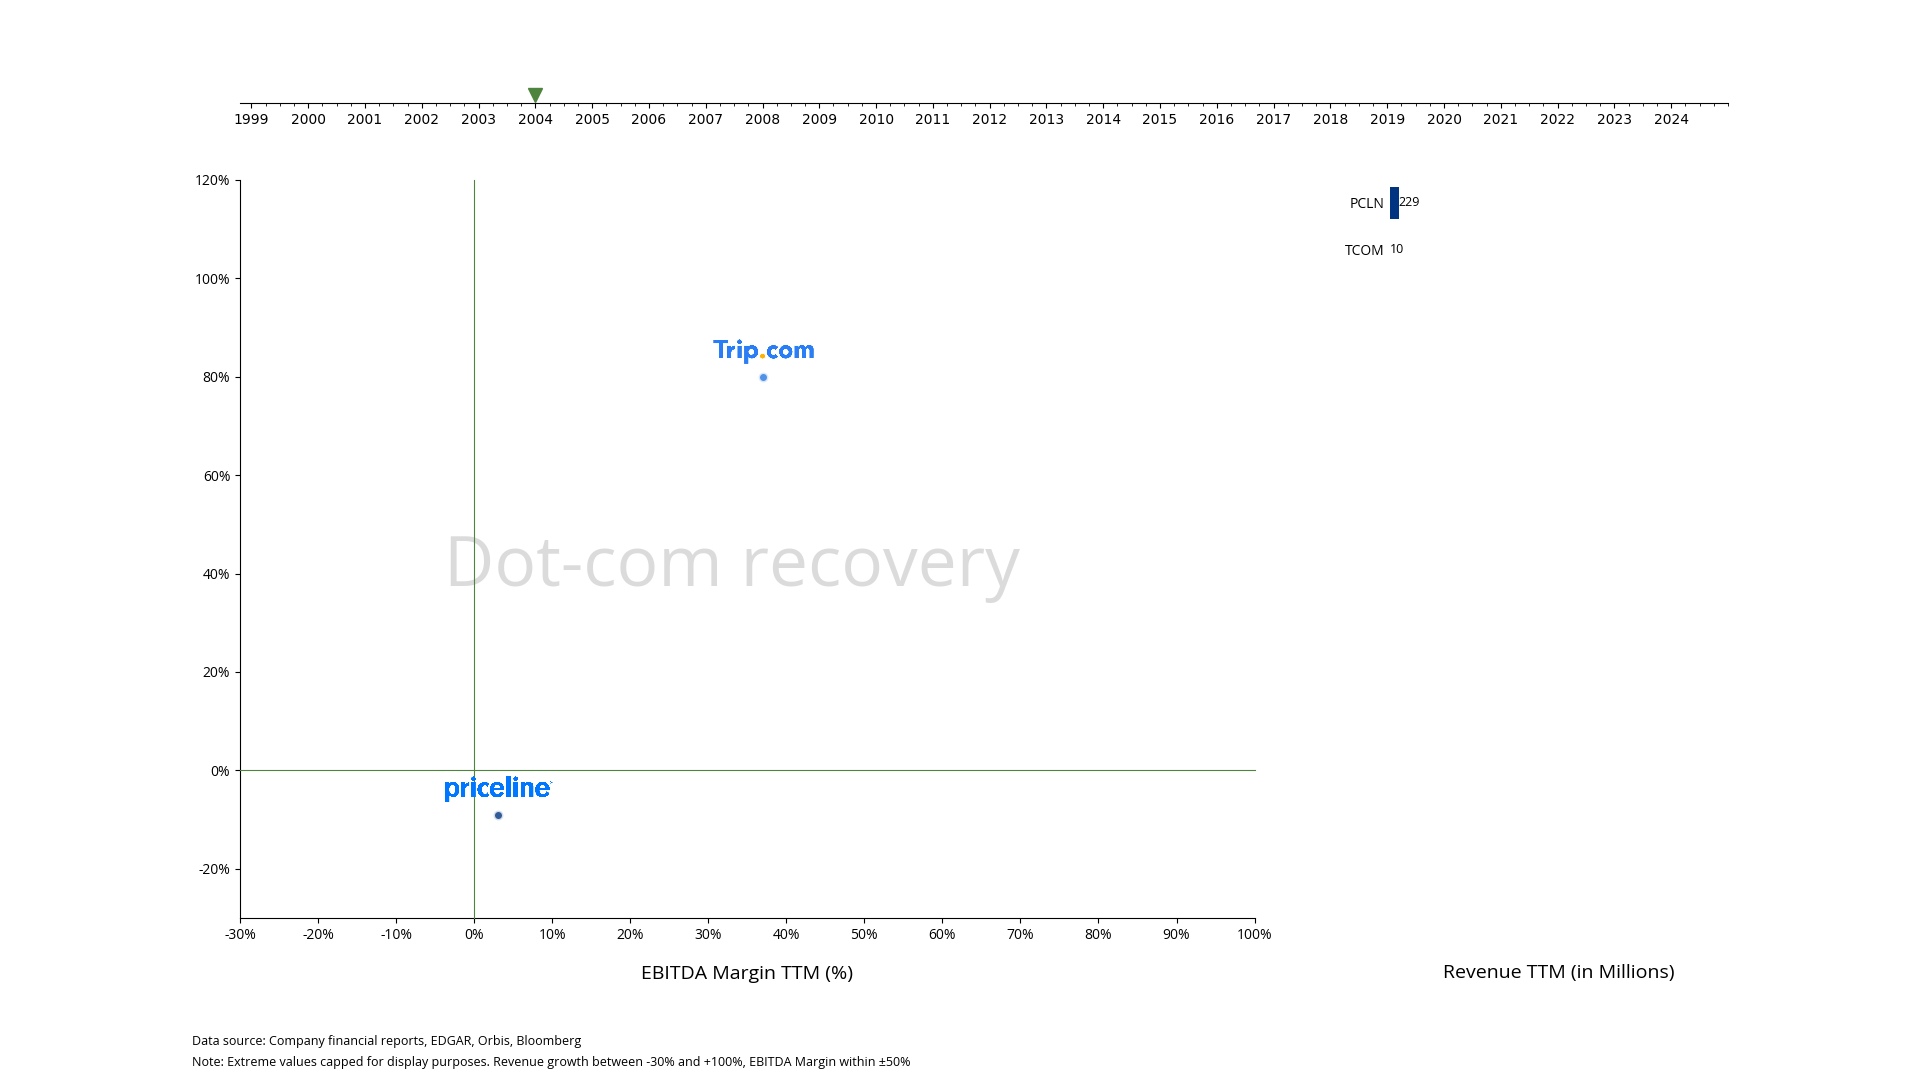 1999 2000 2001 2002 2003 2004 2005 2006 2007 2008 2009 2010 2011 2012 2013 2014 2015 2016 2017 2018 2019 2020 2021 2022 2023 2024
120%
PCLN 229
TCOM 10
100%
Trip.com
80%
60%
Dot-com recovery
40%
20%
0%
priceline
-20%
-30% -20% -10% 0% 10% 20% 30% 40% 50% 60% 70% 80% 90% 100%
EBITDA Margin TTM (%)
Revenue TTM (in Millions)
Data source: Company financial reports, EDGAR, Orbis, Bloomberg
Note: Extreme values capped for display purposes. Revenue growth between -30% and +100%, EBITDA Margin within ±50%